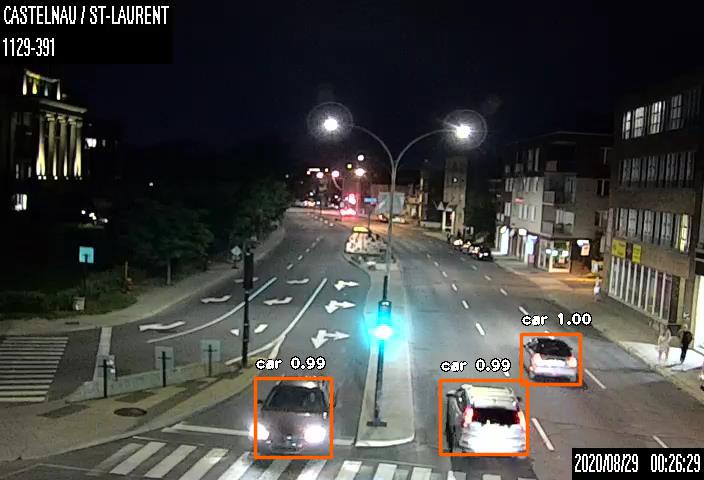 CASTELNAU / ST-LAURENT
1129-391
car 1.00
car 0.99
car 0.99
2020/08/29 00:26:29